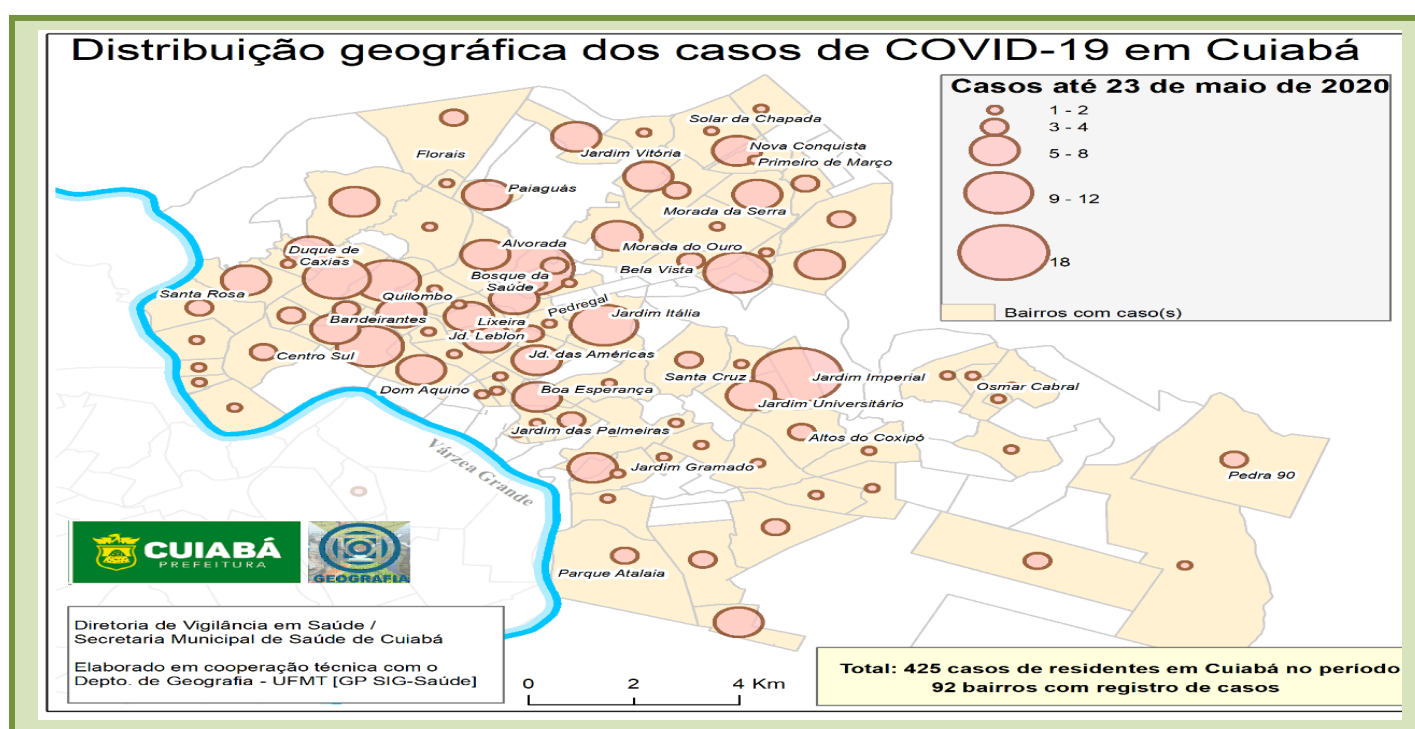 Distribuição geográfica dos casos de COVID-19 em Cuiabá
Casos até 23 de maio de 2020
1 - 2
3 - 4
5 - 8
9 - 12
18
Bairros com caso(s)
Solar da Chapada
Florais
Jardim Vitória
Nova Conquista
Primeiro de Março
Paiaguás
Morada da Serra
Duque de
Caxias
Alvorada
Morada do Ouro
Bosque da
Saúde
Bela Vista
Santa Rosa
Quilombo
Pedregal
Bandeirantes
Lixeira
Jardim Itália
Jd. Leblon
Centro Sul
Jd. das Américas
Santa Cruz
Jardim Imperial
Osmar Cabral
Dom Aquino
Boa Esperança
Jardim Universitário
Jardim das Palmeiras
Altos do Coxipó
Várzea Grande
Jardim Gramado
Pedra 90
Parque Atalaia
CUIABÁ
PREFEITURA
GEOGRAFIA
Diretoria de Vigilância em Saúde /
Secretaria Municipal de Saúde de Cuiabá
Elaborado em cooperação técnica com o
Depto. de Geografia - UFMT [GP SIG-Saúde]
0 2 4 Km
Total: 425 casos de residentes em Cuiabá no período
92 bairros com registro de casos